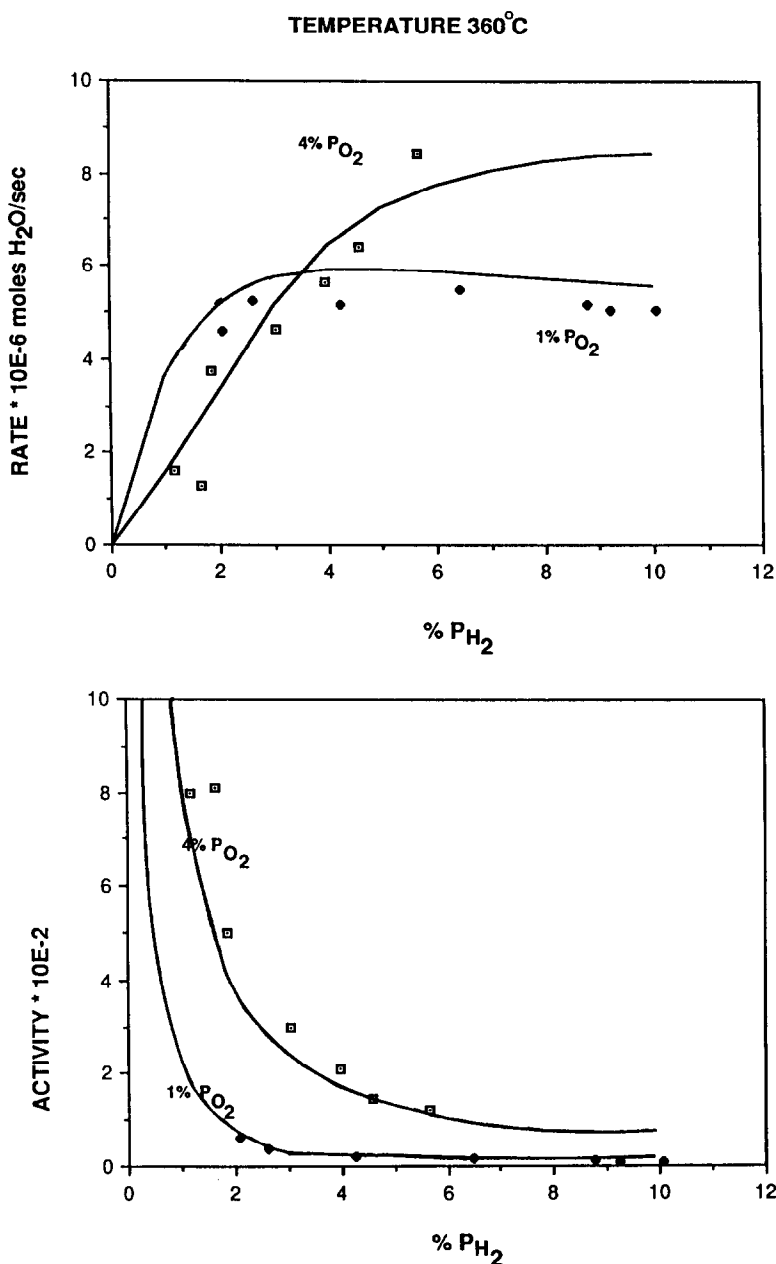 TEMPERATURE 360°C
10
8
6
4
2
0
RATE * 10E-6 moles H2O/sec
4% PO2
1% PO2
0 2 4 6 8 10 12
% PH2
10
8
6
4
2
0
ACTIVITY * 10E-2
4% PO2
1% PO2
0 2 4 6 8 10 12
% PH2